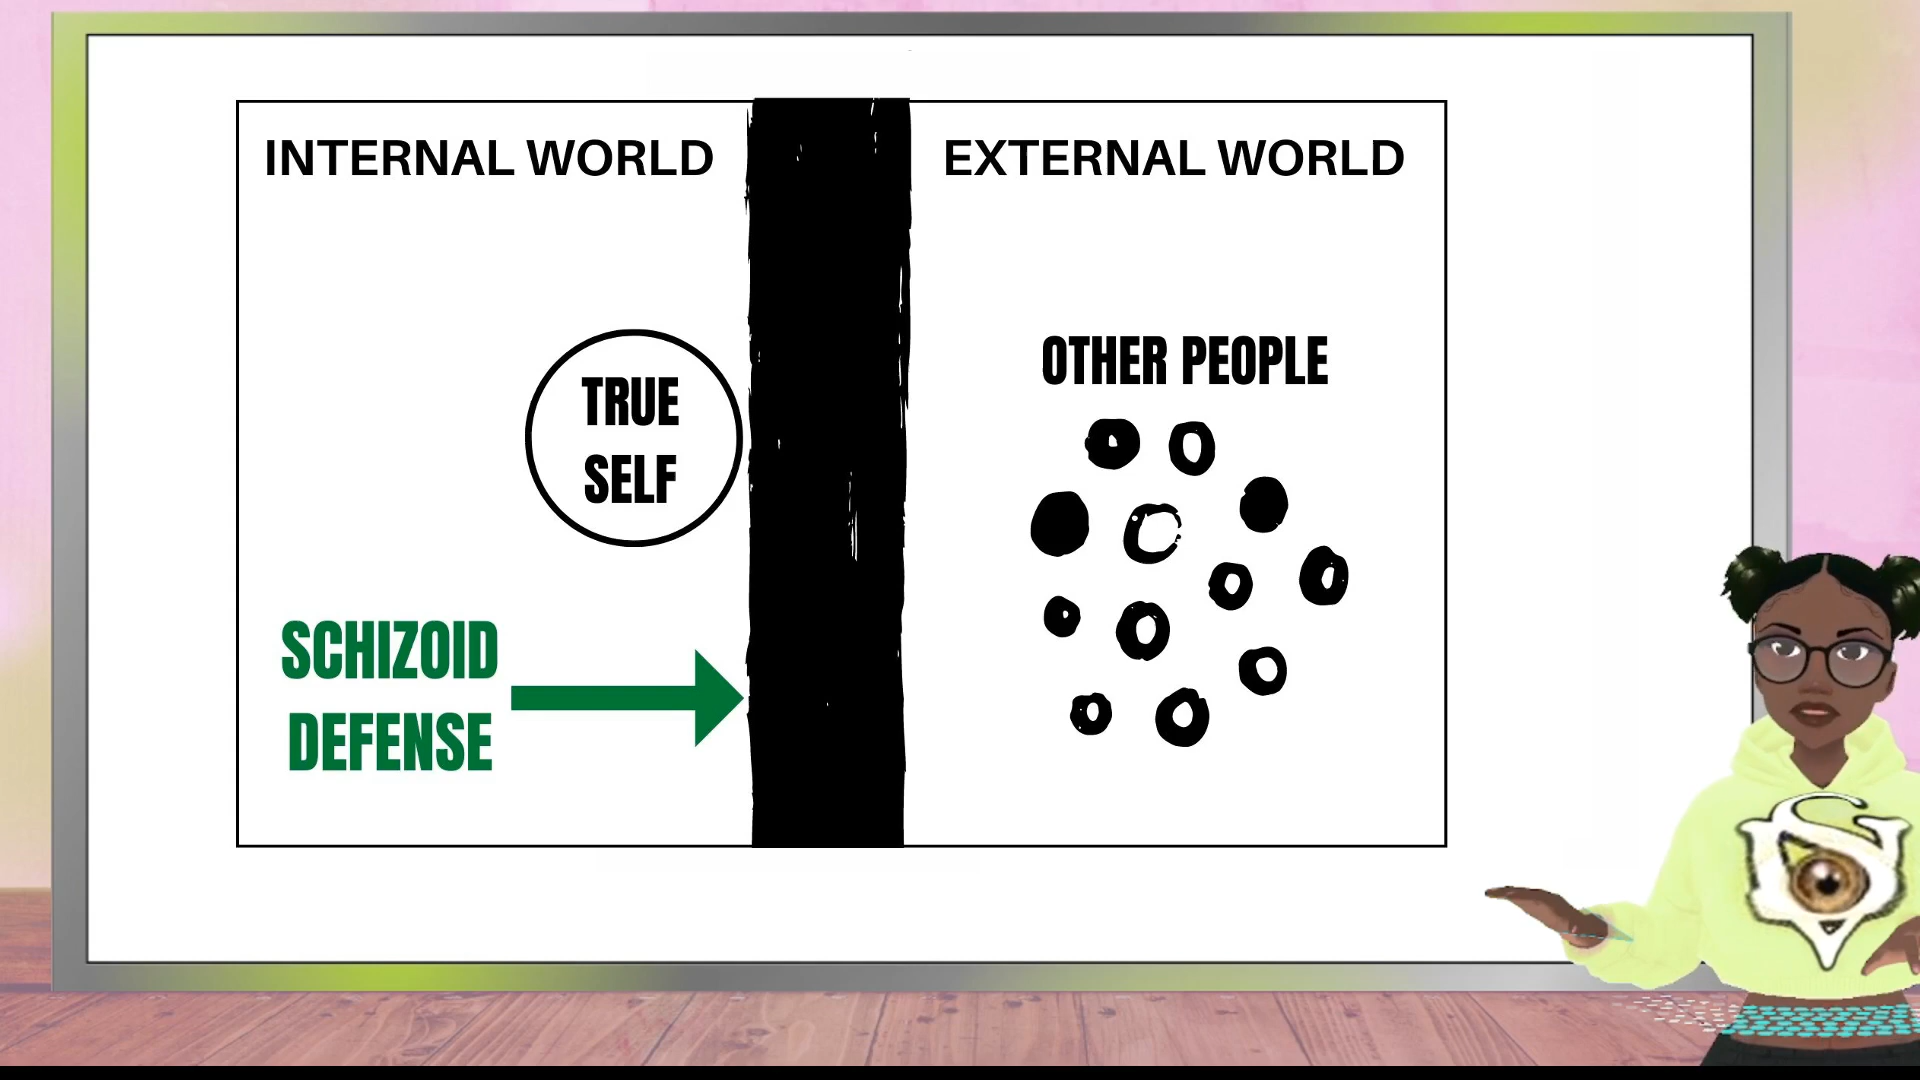 INTERNAL WORLD
EXTERNAL WORLD
TRUE
SELF
OTHER PEOPLE
SCHIZOID
DEFENSE